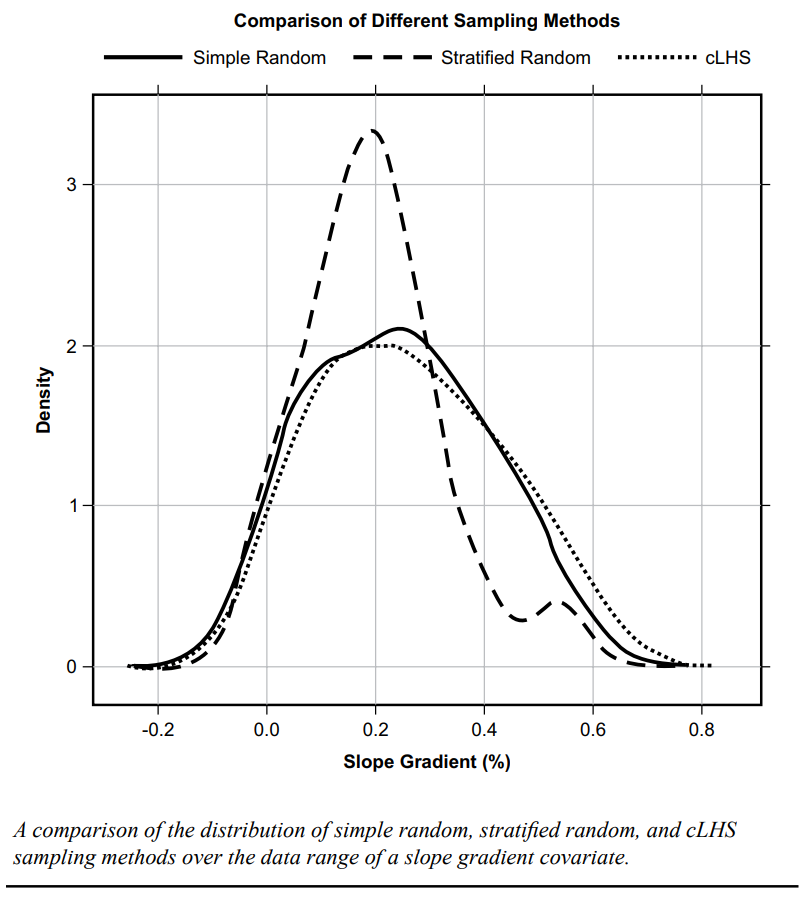 Comparison of Different Sampling Methods
Simple Random Stratified Random cLHS
3
2
1
0
Density
-0.2 0.0 0.2 0.4 0.6 0.8
Slope Gradient (%)
A comparison of the distribution of simple random, stratified random, and cLHS
sampling methods over the data range of a slope gradient covariate.